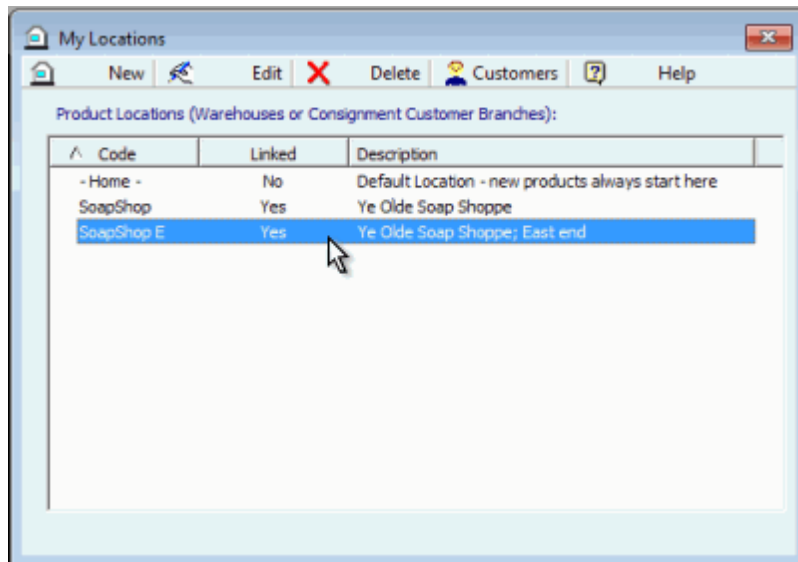 My Locations
New Edit Delete Customers Help
Product Locations (Warehouses or Consignment Customer Branches):
Code Linked Description
- Home - No Default Location - new products always start here
SoapShop Yes Ye Olde Soap Shoppe
SoapShop E Yes Ye Olde Soap Shoppe; East end